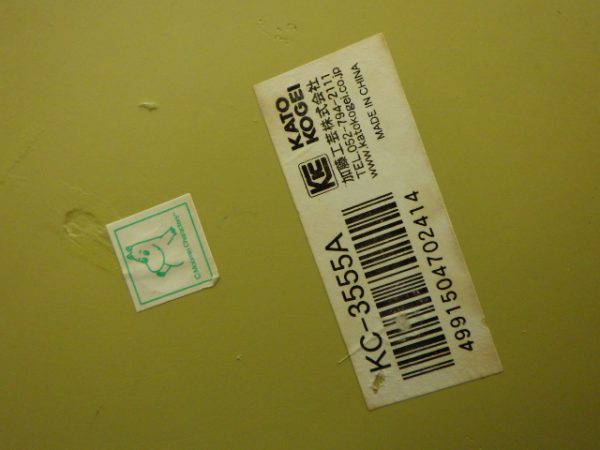 KE
KATO
KOGEI
加藤工芸株式会社
TEL.052-794-2111
www.katokogei.co.jp
MADE IN CHINA
KC-3555A
4991504702414